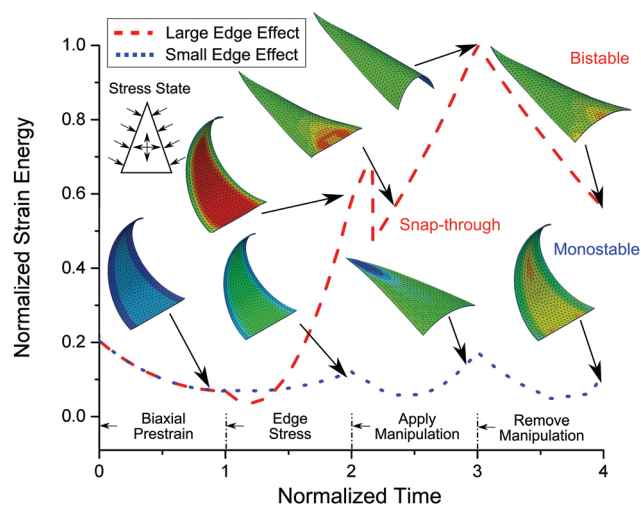 Large Edge Effect
Small Edge Effect
Stress State
Bistable
Snap-through
Monostable
Normalized Strain Energy
1.0
0.8
0.6
0.4
0.2
0.0
Biaxial
Prestrain
Edge
Stress
Apply
Manipulation
Remove
Manipulation
0 1 2 3 4
Normalized Time